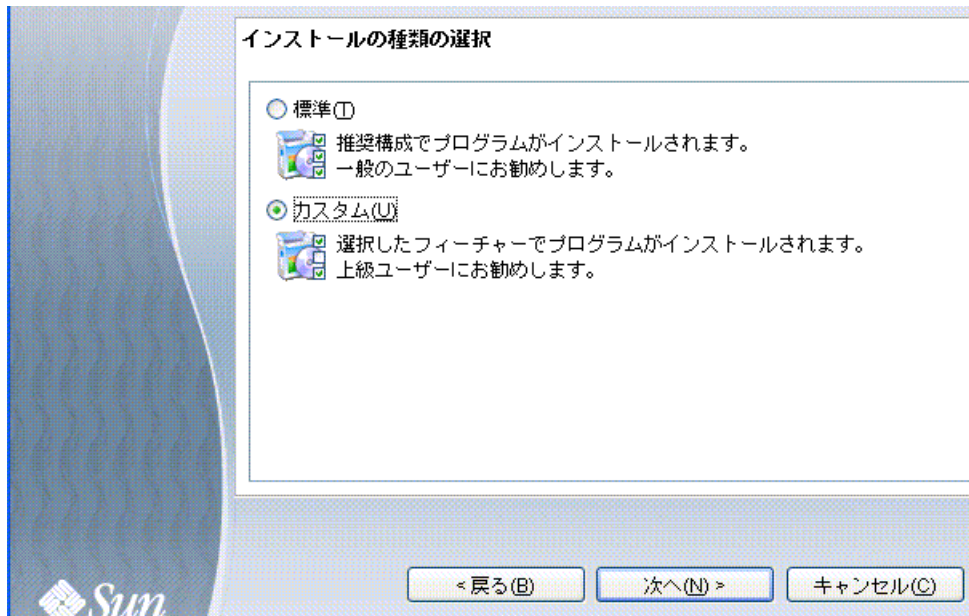 インストールの種類の選択
標準(T)
推奨構成でプログラムがインストールされます。
一般のユーザーにお勧めします。
カスタム(U)
選択したフィーチャーでプログラムがインストールされます。
上級ユーザーにお勧めします。
<戻る(B)
次へ(N) >
キャンセル(C)
Sun